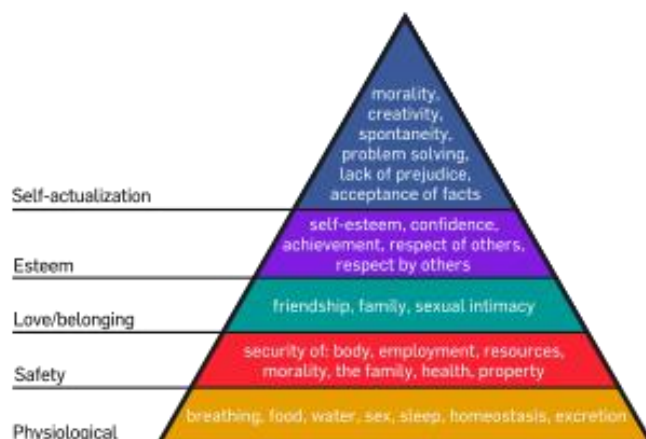 morality,
creativity,
spontaneity,
problem solving,
lack of prejudice,
acceptance of facts
Self-actualization
self-esteem, confidence,
achievement, respect of others,
respect by others
Esteem
friendship, family, sexual intimacy
Love/belonging
security of: body, employment, resources,
morality, the family, health, property
Safety
breathing, food, water, sex, sleep, homeostasis, excretion
Physiological